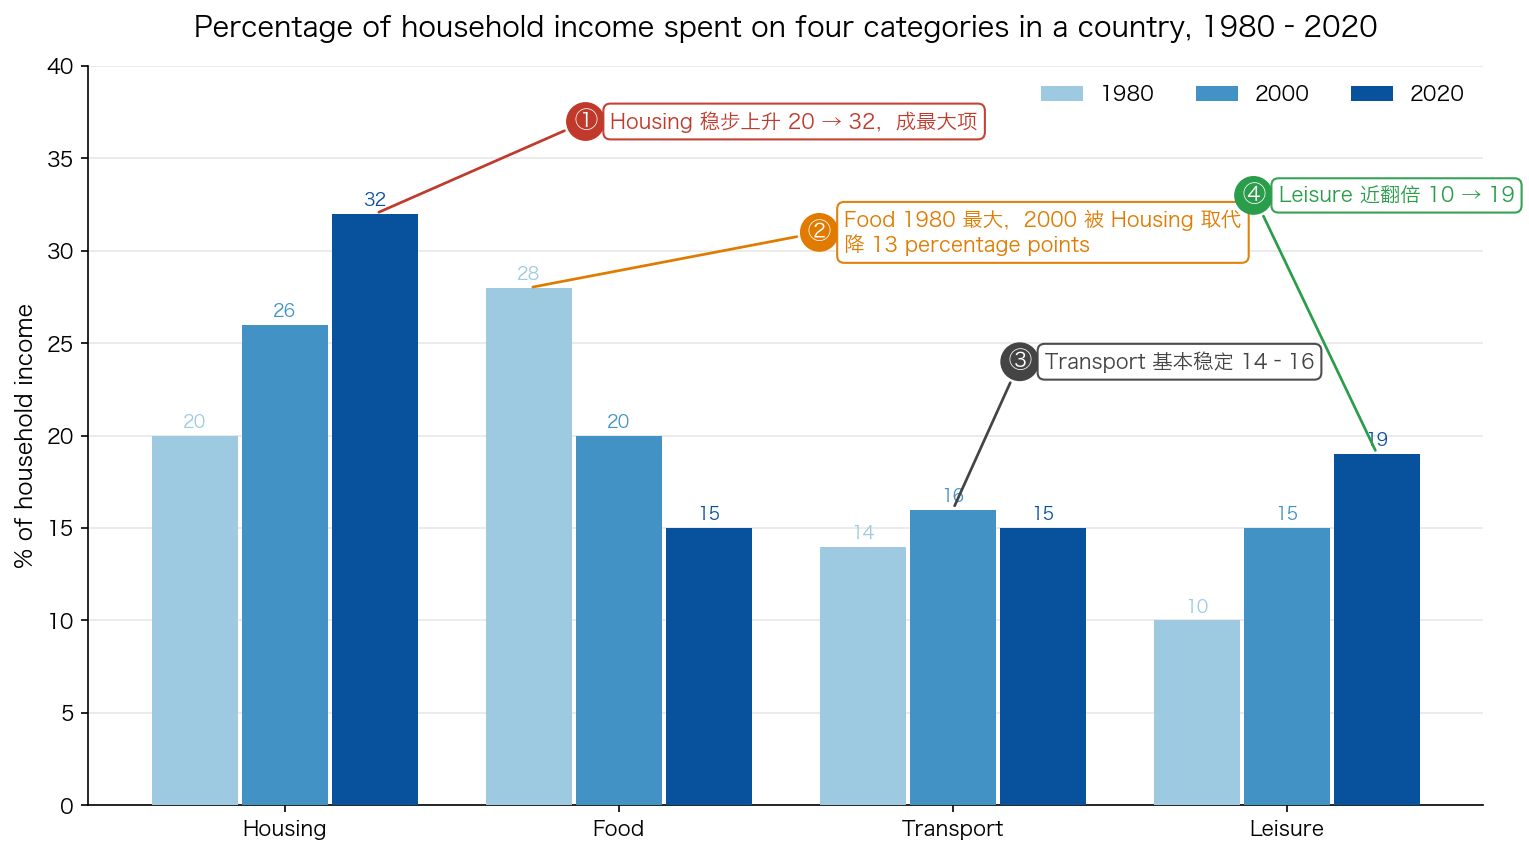 Percentage of household income spent on four categories in a country, 1980 - 2020
1980
2000
2020
① Housing 稳步上升 20 → 32，成最大项
② Food 1980 最大，2000 被 Housing 取代
降 13 percentage points
③ Transport 基本稳定 14 - 16
④ Leisure 近翻倍 10 → 19
% of household income
40
35
30
25
20
15
10
5
0
20
26
32
28
20
15
14
16
15
10
15
19
Housing
Food
Transport
Leisure